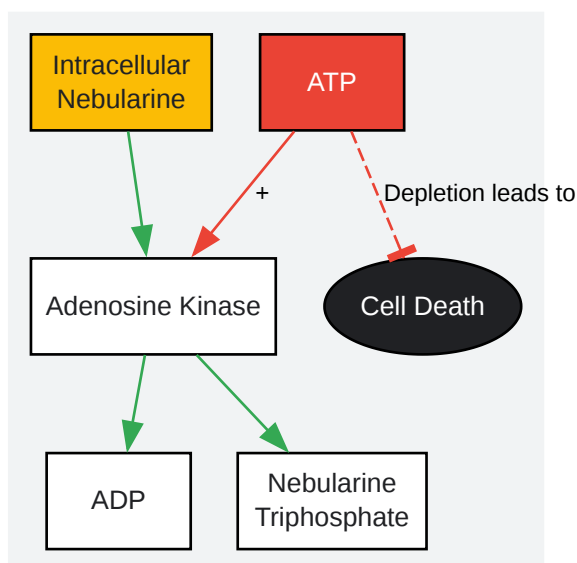 Intracellular
Nebularine
ATP
+
Depletion leads to
Adenosine Kinase
Cell Death
ADP
Nebularine
Triphosphate